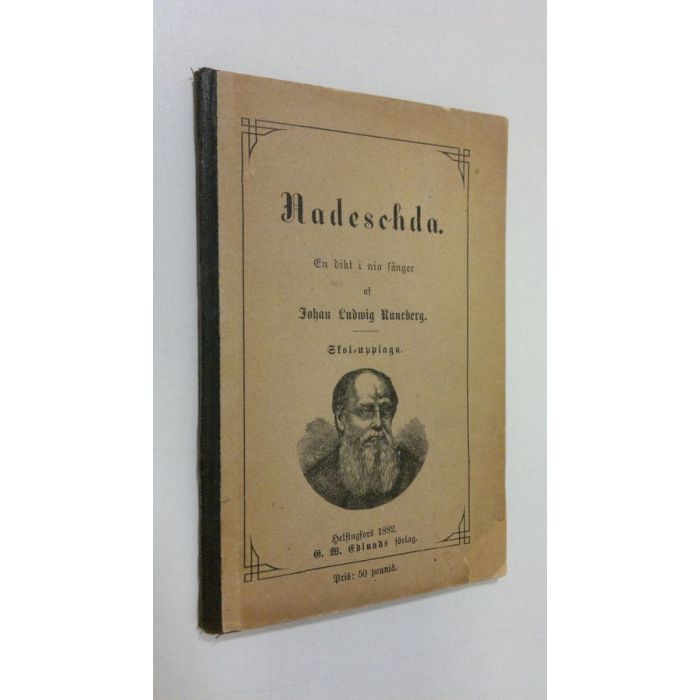 Nadeschda.
En dikt i nio sånger
af
Johan Ludwig Runeberg.
Skol-upplaga.
Helsingfors 1882.
G. W. Edlunds förlag.
Pris: 50 penniä.